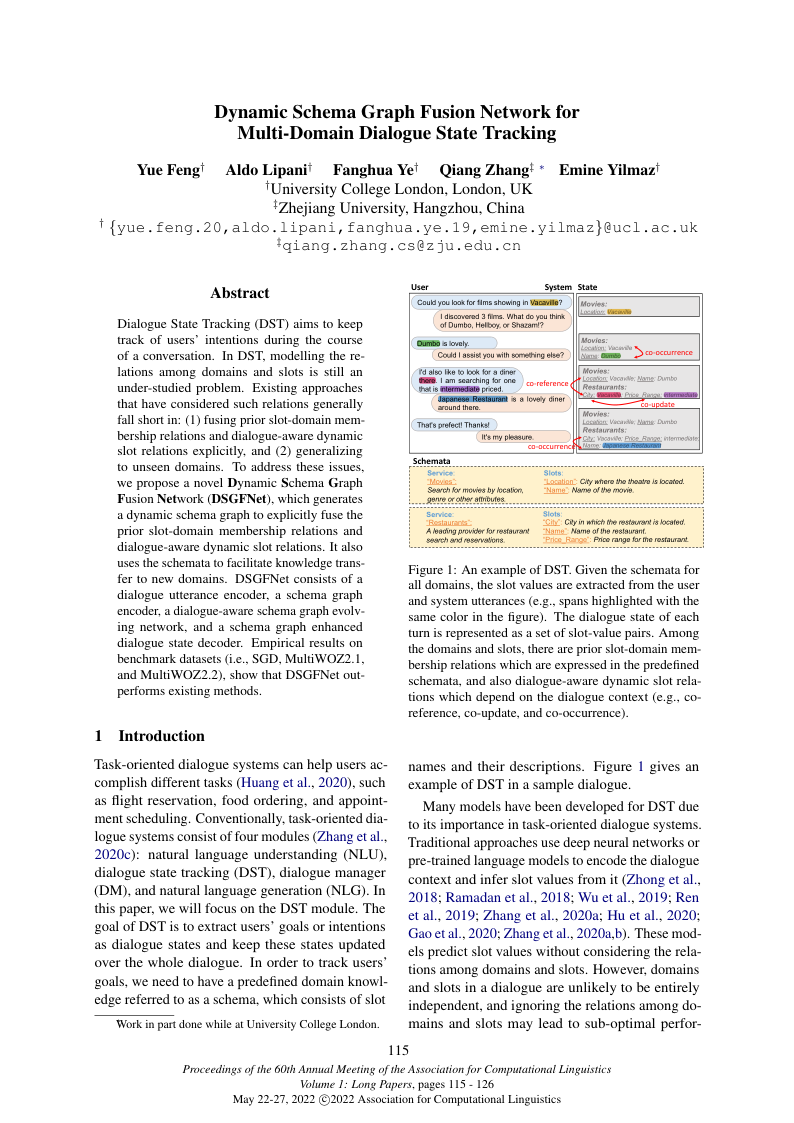 Dynamic Schema Graph Fusion Network for
Multi-Domain Dialogue State Tracking
Yue Feng† Aldo Lipani† Fanghua Ye† Qiang Zhang‡ * Emine Yilmaz†
†University College London, London, UK
‡Zhejiang University, Hangzhou, China
† {yue.feng.20,aldo.lipani,fanghua.ye.19,emine.yilmaz}@ucl.ac.uk
‡qiang.zhang.cs@zju.edu.cn
Abstract
Dialogue State Tracking (DST) aims to keep
track of users' intentions during the course
of a conversation. In DST, modelling the re-
lations among domains and slots is still an
under-studied problem. Existing approaches
that have considered such relations generally
fall short in: (1) fusing prior slot-domain mem-
bership relations and dialogue-aware dynamic
slot relations explicitly, and (2) generalizing
to unseen domains. To address these issues,
we propose a novel Dynamic Schema Graph
Fusion Network (DSGFNet), which generates
a dynamic schema graph to explicitly fuse the
prior slot-domain membership relations and
dialogue-aware dynamic slot relations. It also
uses the schemata to facilitate knowledge trans-
fer to new domains. DSGFNet consists of a
dialogue utterance encoder, a schema graph
encoder, a dialogue-aware schema graph evolv-
ing network, and a schema graph enhanced
dialogue state decoder. Empirical results on
benchmark datasets (i.e., SGD, MultiWOZ2.1,
and MultiWOZ2.2), show that DSGFNet out-
performs existing methods.
1 Introduction
Task-oriented dialogue systems can help users ac-
complish different tasks (Huang et al., 2020), such
as flight reservation, food ordering, and appoint-
ment scheduling. Conventionally, task-oriented dia-
logue systems consist of four modules (Zhang et al.,
2020c): natural language understanding (NLU),
dialogue state tracking (DST), dialogue manager
(DM), and natural language generation (NLG). In
this paper, we will focus on the DST module. The
goal of DST is to extract users' goals or intentions
as dialogue states and keep these states updated
over the whole dialogue. In order to track users'
goals, we need to have a predefined domain knowl-
edge referred to as a schema, which consists of slot
*Work in part done while at University College London.
User System State
Could you look for films showing in Vacaville?
I discovered 3 films. What do you think
of Dumbo, Hellboy, or Shazam!?
Dumbo is lovely.
Could I assist you with something else?
I'd also like to look for a diner
there. I am searching for one
that is intermediate priced.
Japanese Restaurant is a lovely diner
around there.
That's prefect! Thanks!
It's my pleasure.
Movies:
Location: Vacaville
Movies:
Location: Vacaville
Name: Dumbo
co-occurrence
Movies:
Location: Vacaville; Name: Dumbo
Restaurants:
City: Vacaville; Price_Range: intermediate
co-reference
co-update
Movies:
Location: Vacaville; Name: Dumbo
Restaurants:
City: Vacaville; Price_Range: intermediate;
Name: Japanese Restaurant
co-occurrence
Schemata
Service:
"Movies":
Search for movies by location,
genre or other attributes.
Slots:
"Location": City where the theatre is located.
"Name": Name of the movie.
Service:
"Restaurants":
A leading provider for restaurant
search and reservations.
Slots:
"City": City in which the restaurant is located.
"Name": Name of the restaurant.
"Price_Range": Price range for the restaurant.
Figure 1: An example of DST. Given the schemata for
all domains, the slot values are extracted from the user
and system utterances (e.g., spans highlighted with the
same color in the figure). The dialogue state of each
turn is represented as a set of slot-value pairs. Among
the domains and slots, there are prior slot-domain mem-
bership relations which are expressed in the predefined
schemata, and also dialogue-aware dynamic slot rela-
tions which depend on the dialogue context (e.g., co-
reference, co-update, and co-occurrence).
names and their descriptions. Figure 1 gives an
example of DST in a sample dialogue.
Many models have been developed for DST due
to its importance in task-oriented dialogue systems.
Traditional approaches use deep neural networks or
pre-trained language models to encode the dialogue
context and infer slot values from it (Zhong et al.,
2018; Ramadan et al., 2018; Wu et al., 2019; Ren
et al., 2019; Zhang et al., 2020a; Hu et al., 2020;
Gao et al., 2020; Zhang et al., 2020a,b). These mod-
els predict slot values without considering the rela-
tions among domains and slots. However, domains
and slots in a dialogue are unlikely to be entirely
independent, and ignoring the relations among do-
mains and slots may lead to sub-optimal perfor-
115
Proceedings of the 60th Annual Meeting of the Association for Computational Linguistics
Volume 1: Long Papers, pages 115 - 126
May 22-27, 2022 ©2022 Association for Computational Linguistics